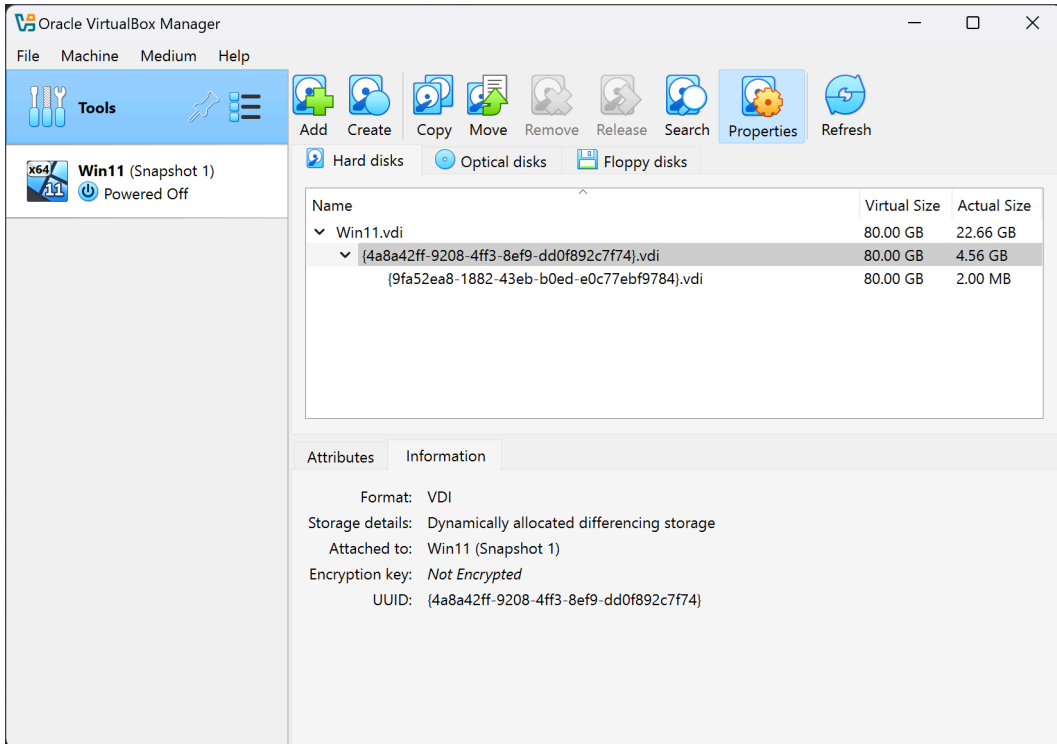 Oracle VirtualBox Manager
File Machine Medium Help
Tools
Add Create Copy Move Remove Release Search Properties Refresh
x64
11
Win11 (Snapshot 1)
Powered Off
Hard disks Optical disks Floppy disks
Name Virtual Size Actual Size
Win11.vdi 80.00 GB 22.66 GB
{4a8a42ff-9208-4ff3-8ef9-dd0f892c7f74}.vdi 80.00 GB 4.56 GB
{9fa52ea8-1882-43eb-b0ed-e0c77ebf9784}.vdi 80.00 GB 2.00 MB
Attributes Information
Format: VDI
Storage details: Dynamically allocated differencing storage
Attached to: Win11 (Snapshot 1)
Encryption key: Not Encrypted
UUID: {4a8a42ff-9208-4ff3-8ef9-dd0f892c7f74}